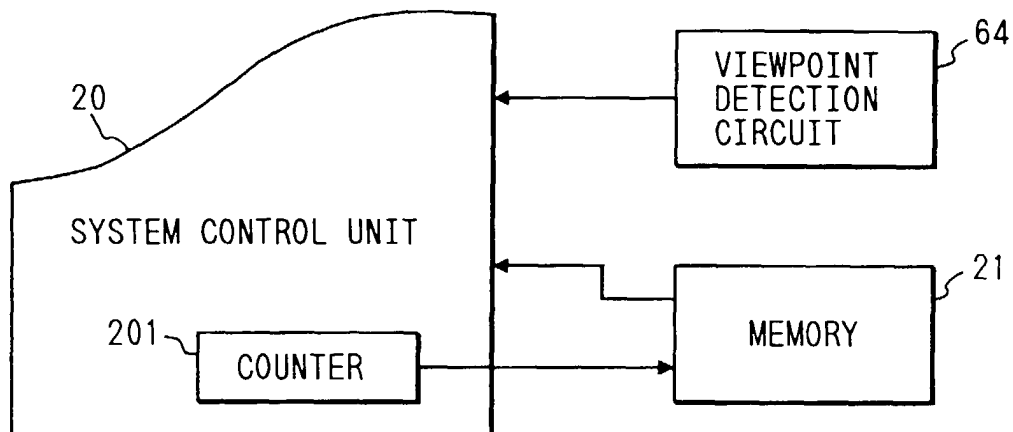 64
VIEWPOINT
DETECTION
CIRCUIT
20
SYSTEM CONTROL UNIT
21
MEMORY
201
COUNTER